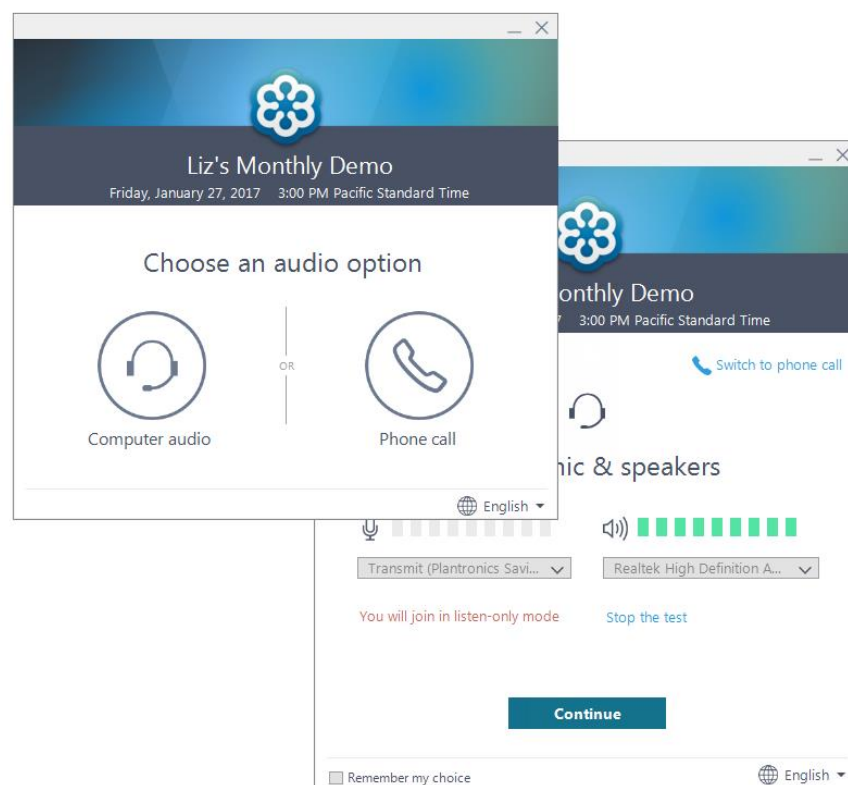 Liz's Monthly Demo
Friday, January 27, 2017 3:00 PM Pacific Standard Time
Choose an audio option
OR
Computer audio
Phone call
English
onthly Demo
3:00 PM Pacific Standard Time
Switch to phone call
& speakers
Transmit (Plantronics Savi...
Realtek High Definition A...
You will join in listen-only mode
Stop the test
Continue
Remember my choice
English